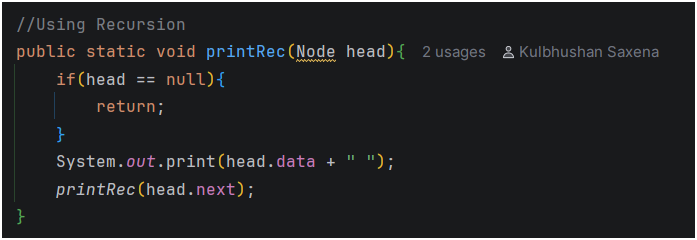 //Using Recursion
public static void printRec(Node head){ 2 usages Kulbhushan Saxena
if(head == null){
return;
}
System.out.print(head.data + " ");
printRec(head.next);
}